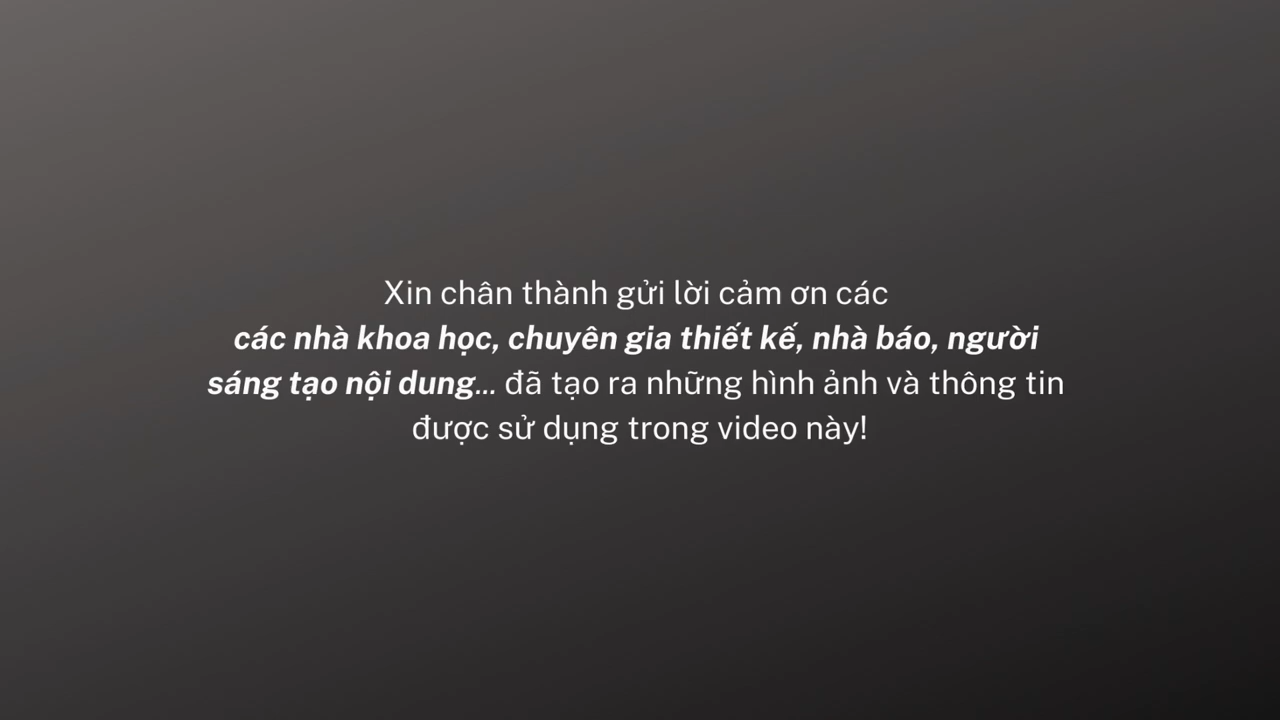 Xin chân thành gửi lời cảm ơn các
các nhà khoa học, chuyên gia thiết kế, nhà báo, người
sáng tạo nội dung... đã tạo ra những hình ảnh và thông tin
được sử dụng trong video này!